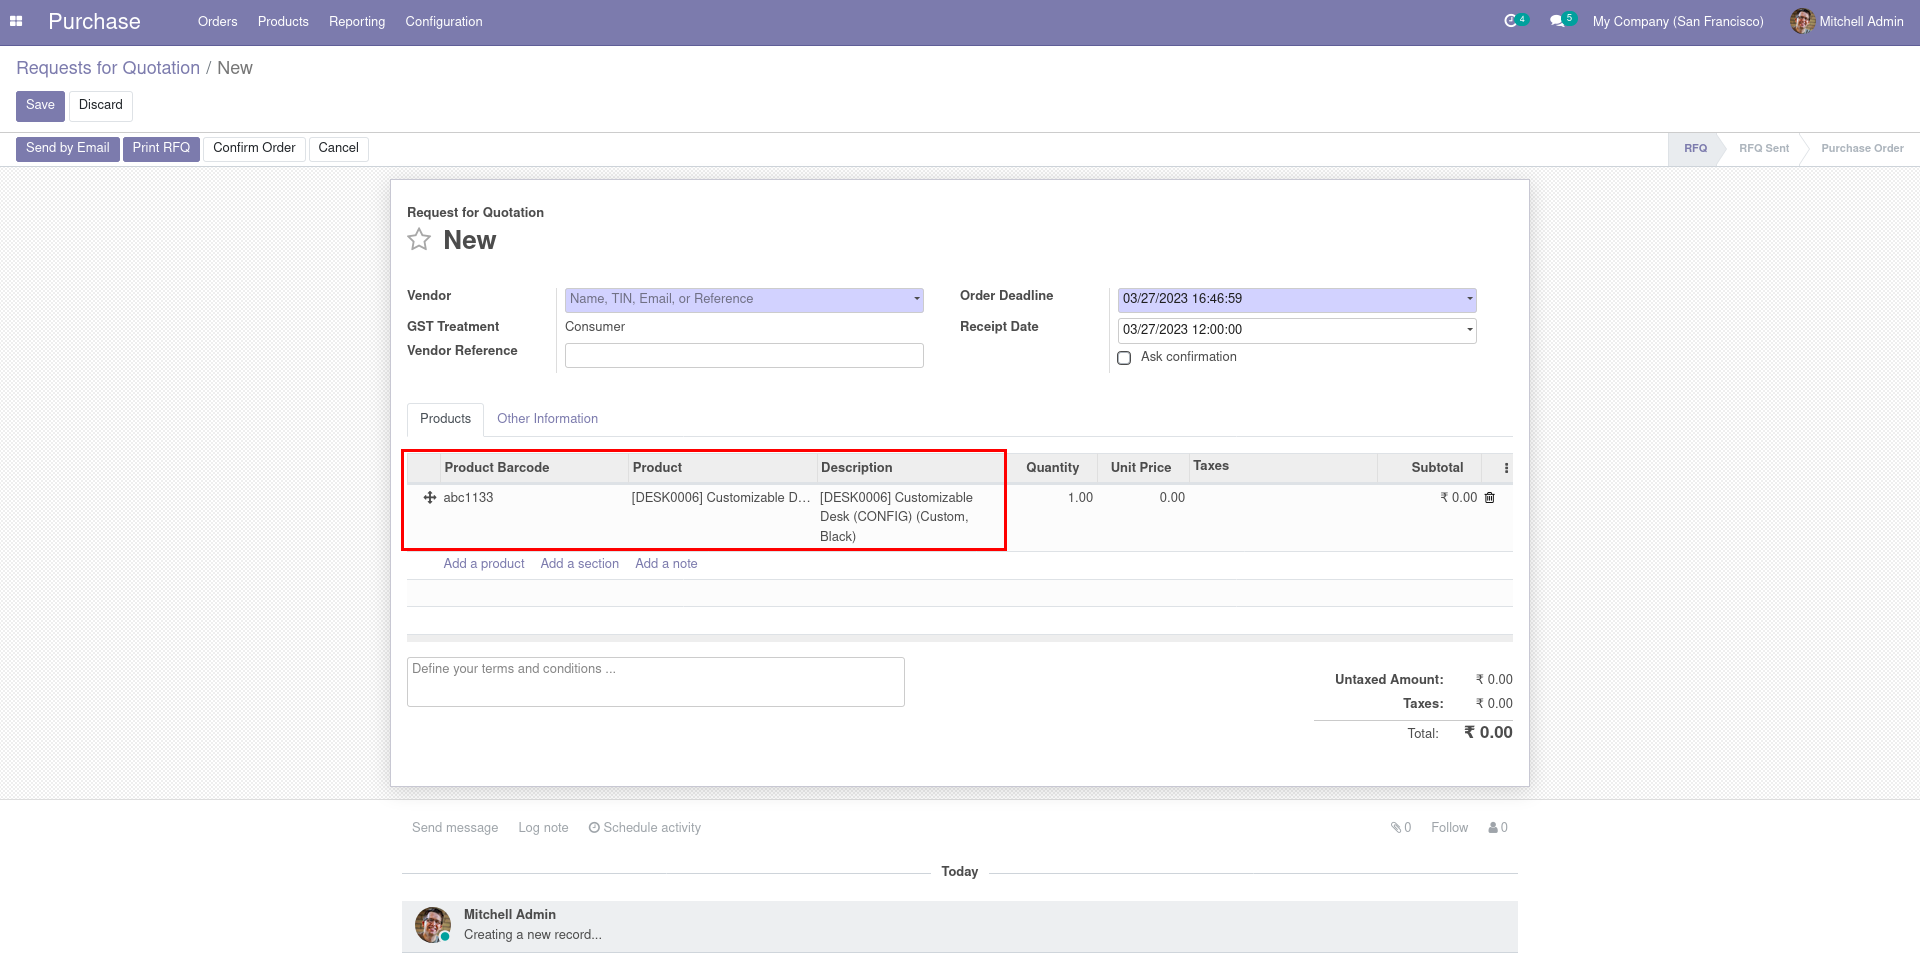 Purchase
Orders Products Reporting Configuration
4 5 My Company (San Francisco) Mitchell Admin
Requests for Quotation / New
Save Discard
Send by Email Print RFQ Confirm Order Cancel
RFQ RFQ Sent Purchase Order
Request for Quotation
New
Vendor Name, TIN, Email, or Reference
GST Treatment Consumer
Vendor Reference
Order Deadline 03/27/2023 16:46:59
Receipt Date 03/27/2023 12:00:00
Ask confirmation
Products Other Information
Product Barcode Product Description Quantity Unit Price Taxes Subtotal
abc1133 [DESK0006] Customizable D... [DESK0006] Customizable 1.00 0.00 ₹ 0.00
Desk (CONFIG) (Custom,
Black)
Add a product Add a section Add a note
Define your terms and conditions ...
Untaxed Amount: ₹ 0.00
Taxes: ₹ 0.00
Total: ₹ 0.00
Send message Log note Schedule activity 0 Follow 0
Today
Mitchell Admin
Creating a new record...